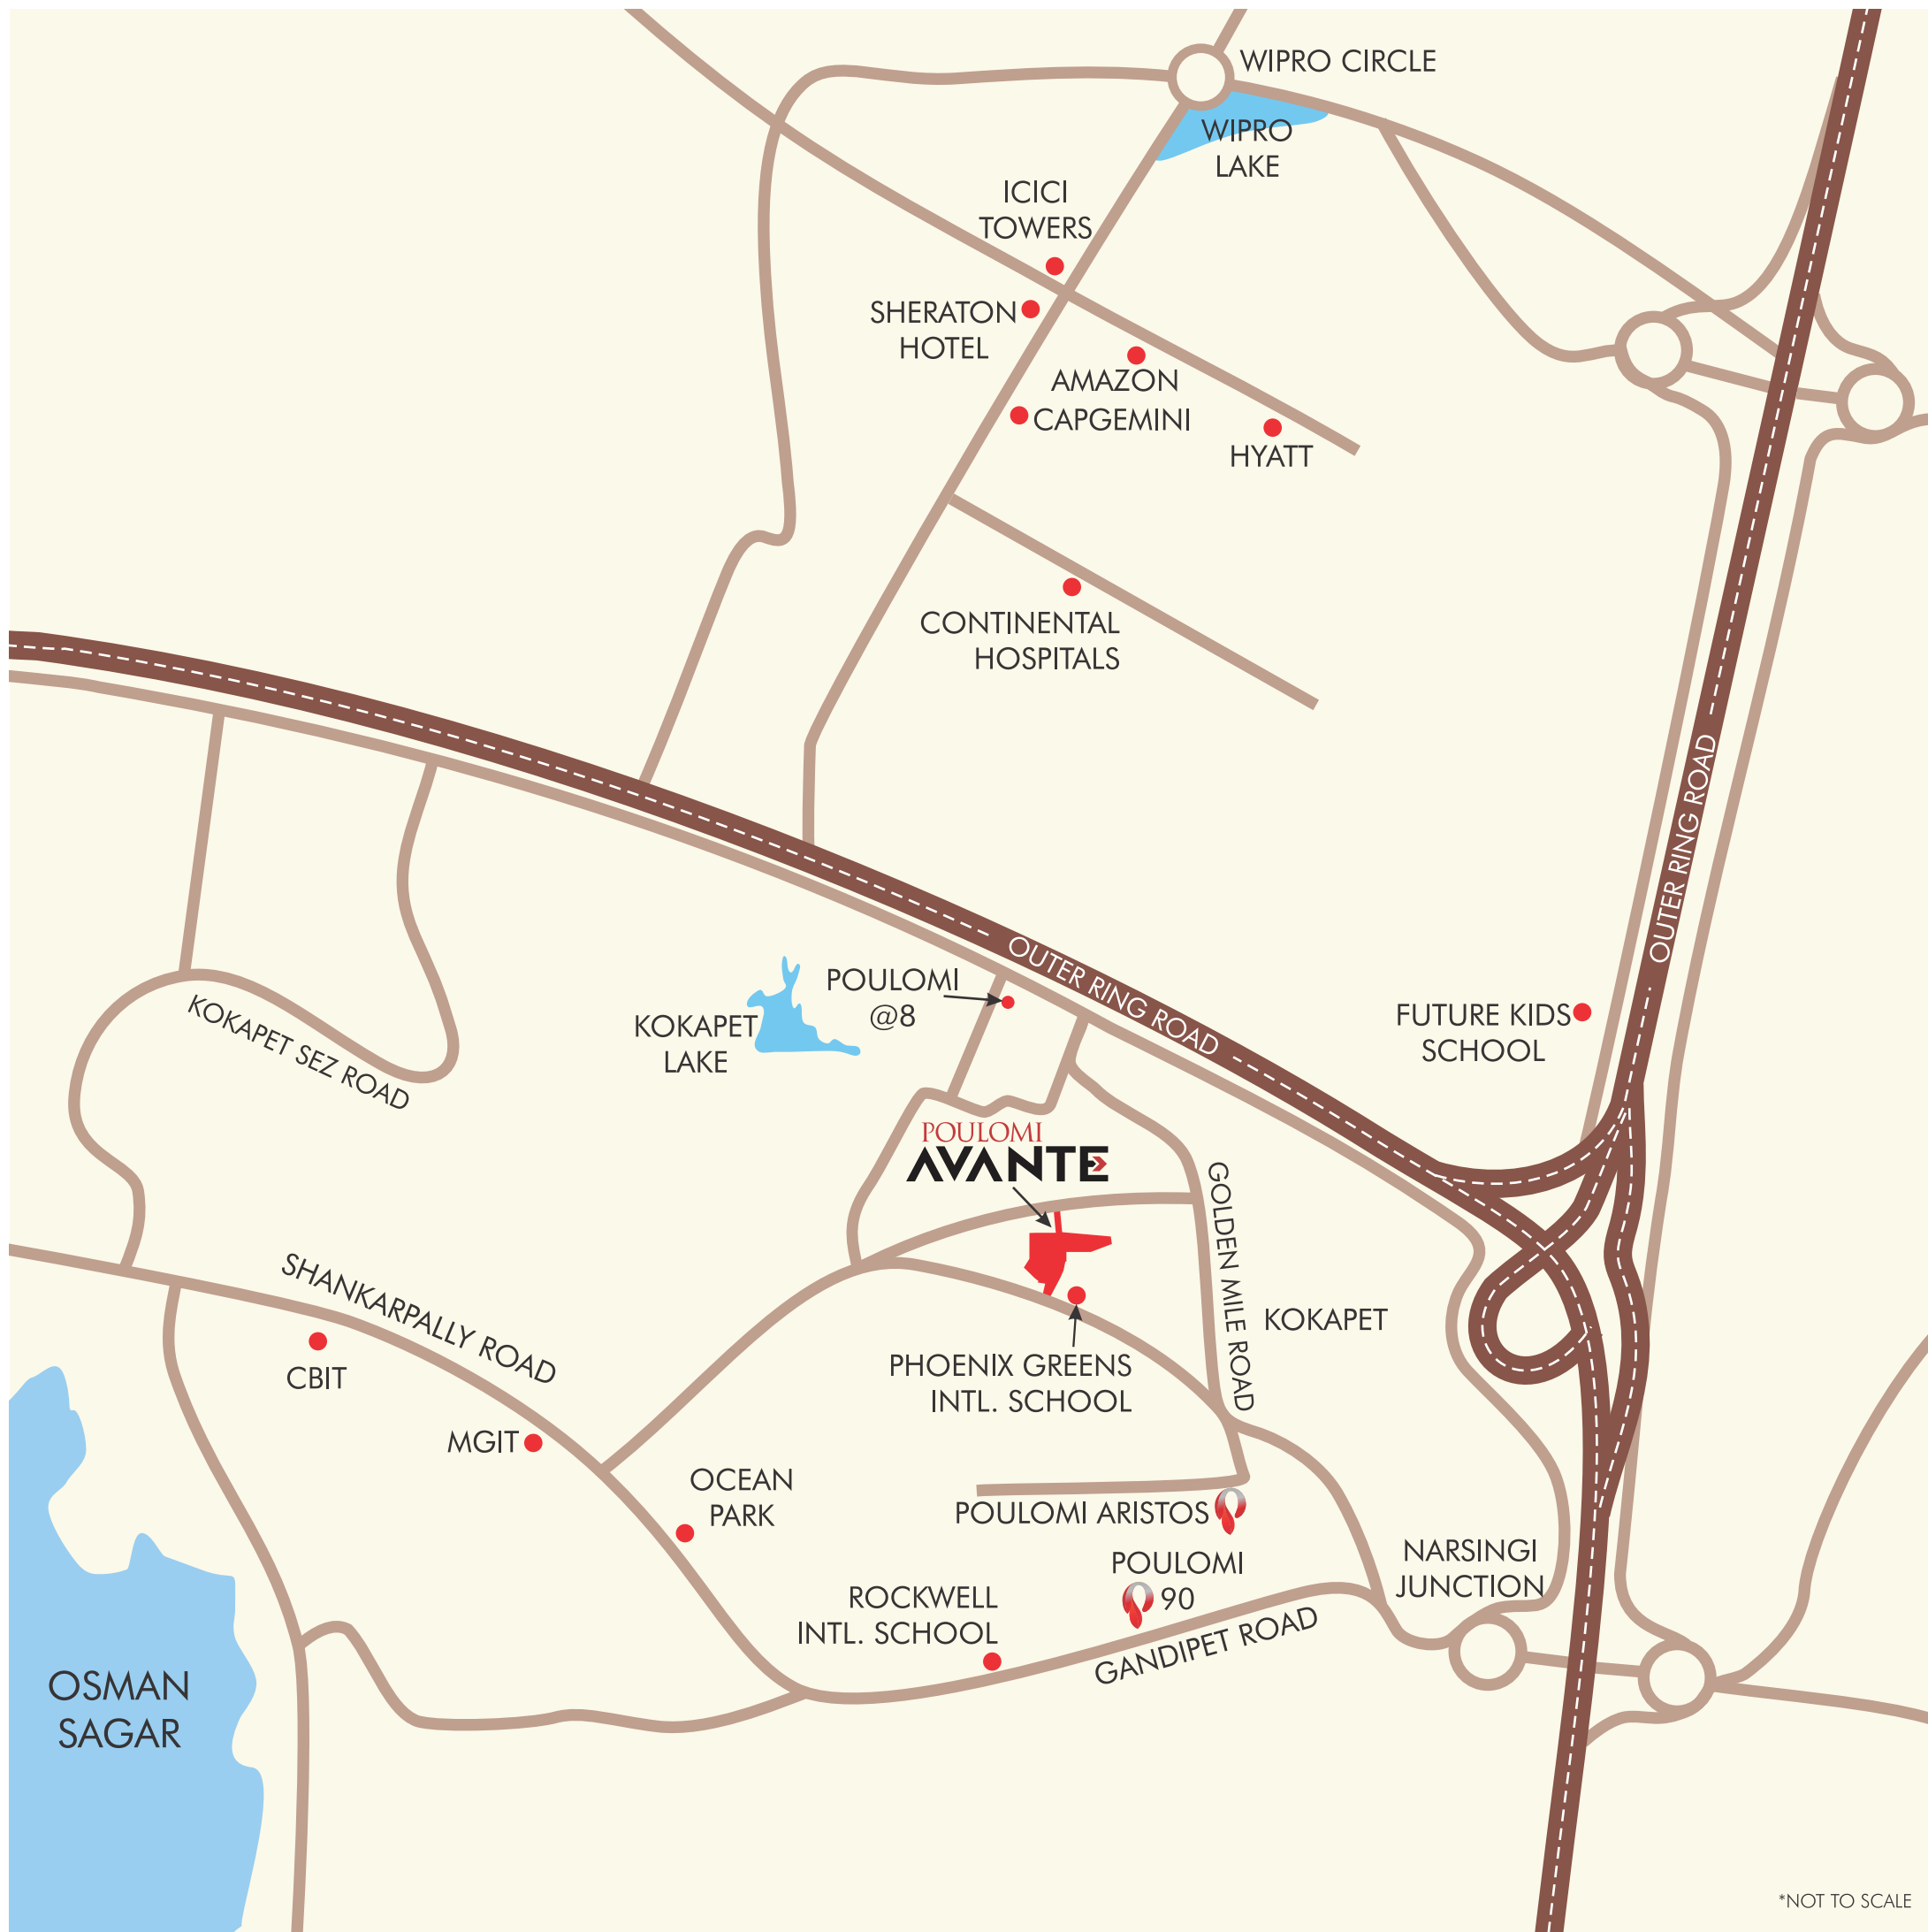 WIPRO CIRCLE
WIPRO
LAKE
ICICI
TOWERS
SHERATON
HOTEL
AMAZON
CAPGEMINI
HYATT
CONTINENTAL
HOSPITALS
OUTER RING ROAD
OUTER RING ROAD
POULOMI
@8
KOKAPET
LAKE
FUTURE KIDS
SCHOOL
KOKAPET SEZ ROAD
POULOMI
AVANTE
GOLDEN MILE ROAD
SHANKARPALLY ROAD
KOKAPET
CBIT
PHOENIX GREENS
INTL. SCHOOL
MGIT
OCEAN
PARK
POULOMI ARISTOS
POULOMI
90
NARSINGI
JUNCTION
ROCKWELL
INTL. SCHOOL
GANDIPET ROAD
OSMAN
SAGAR
*NOT TO SCALE